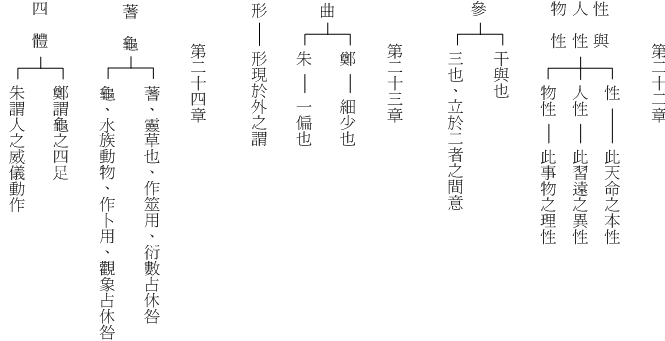 第二十二章
性與
人性
物性
性
此天命之本性
人性
此習遠之異性
物性
此事物之理性
參
干與也
三也、立於二者之間意
第二十三章
曲
鄭
細少也
朱
一偏也
形
形現於外之謂
第二十四章
蓍龜
蓍、靈草也、作筮用、衍數占休咎
龜、水族動物、作卜用、觀象占休咎
四體
鄭謂龜之四足
朱謂人之威儀動作